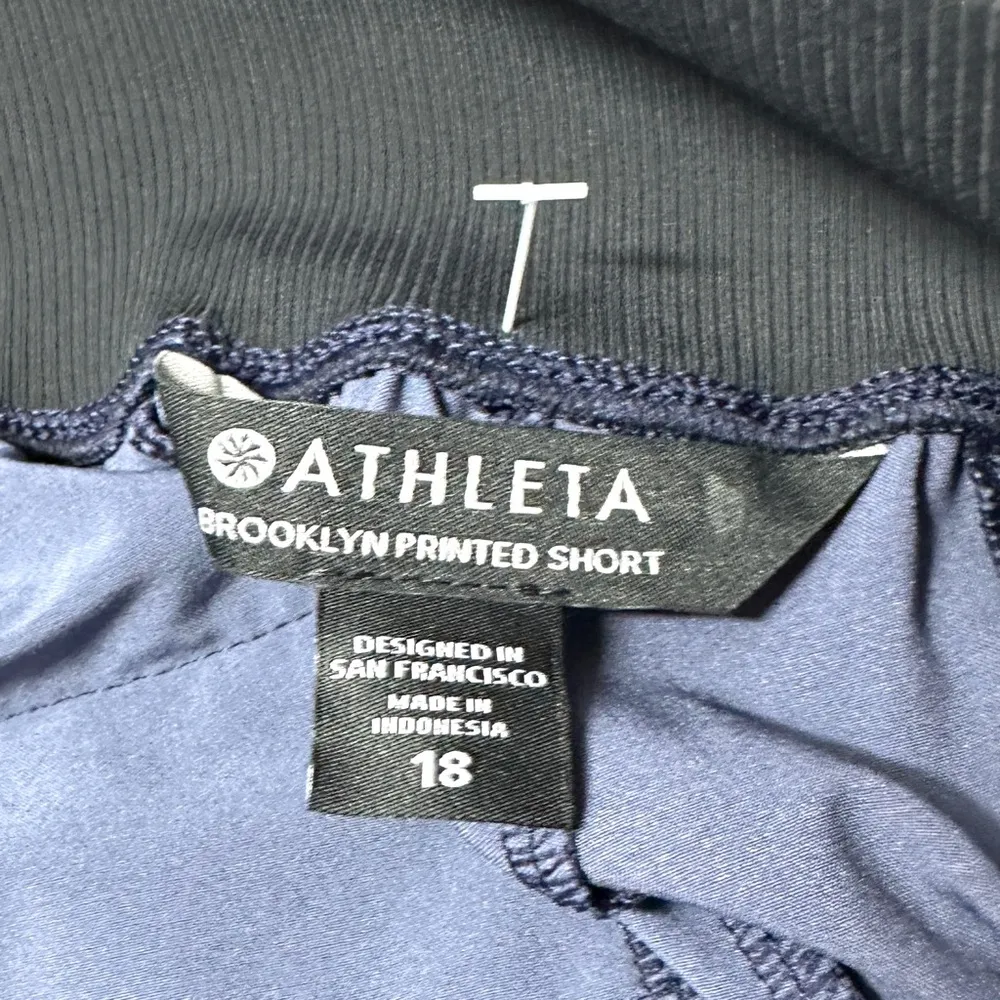 ATHLETA
BROOKLYN PRINTED SHORT
DESIGNED IN
SAN FRANCISCO
MADE IN
INDONESIA
18